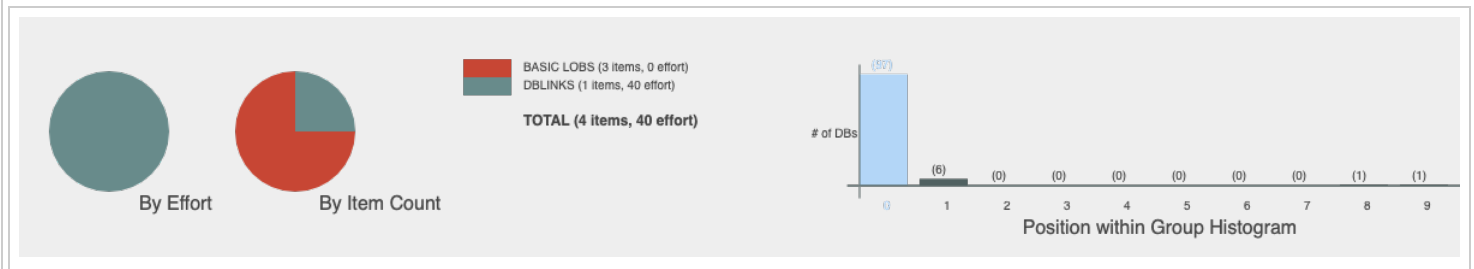 BASIC LOBS (3 items, 0 effort)
DBLINKS (1 items, 40 effort)
TOTAL (4 items, 40 effort)
By Effort
By Item Count
# of DBs
(6)
(0)
(0)
(0)
(0)
(0)
(0)
(1)
(1)
0 1 2 3 4 5 6 7 8 9
Position within Group Histogram